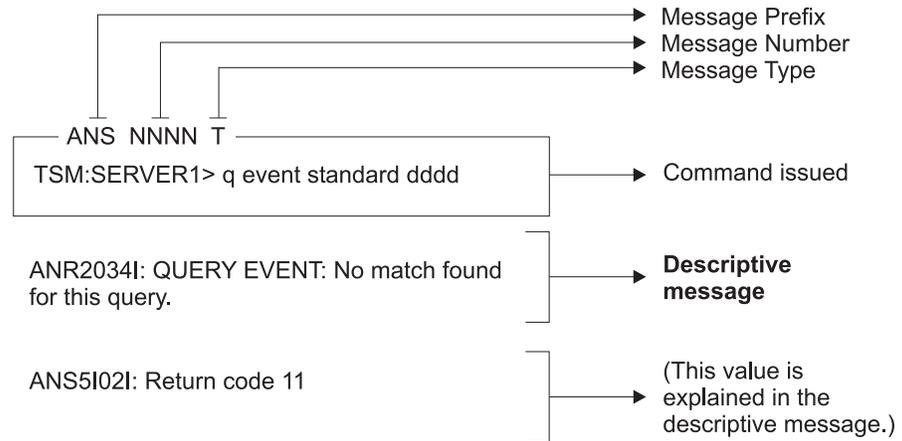 Message Prefix
Message Number
Message Type
ANS NNNN T
TSM:SERVER1> q event standard dddd
Command issued
ANR2034I: QUERY EVENT: No match found
for this query.
Descriptive
message
ANS5I02I: Return code 11
(This value is
explained in the
descriptive message.)